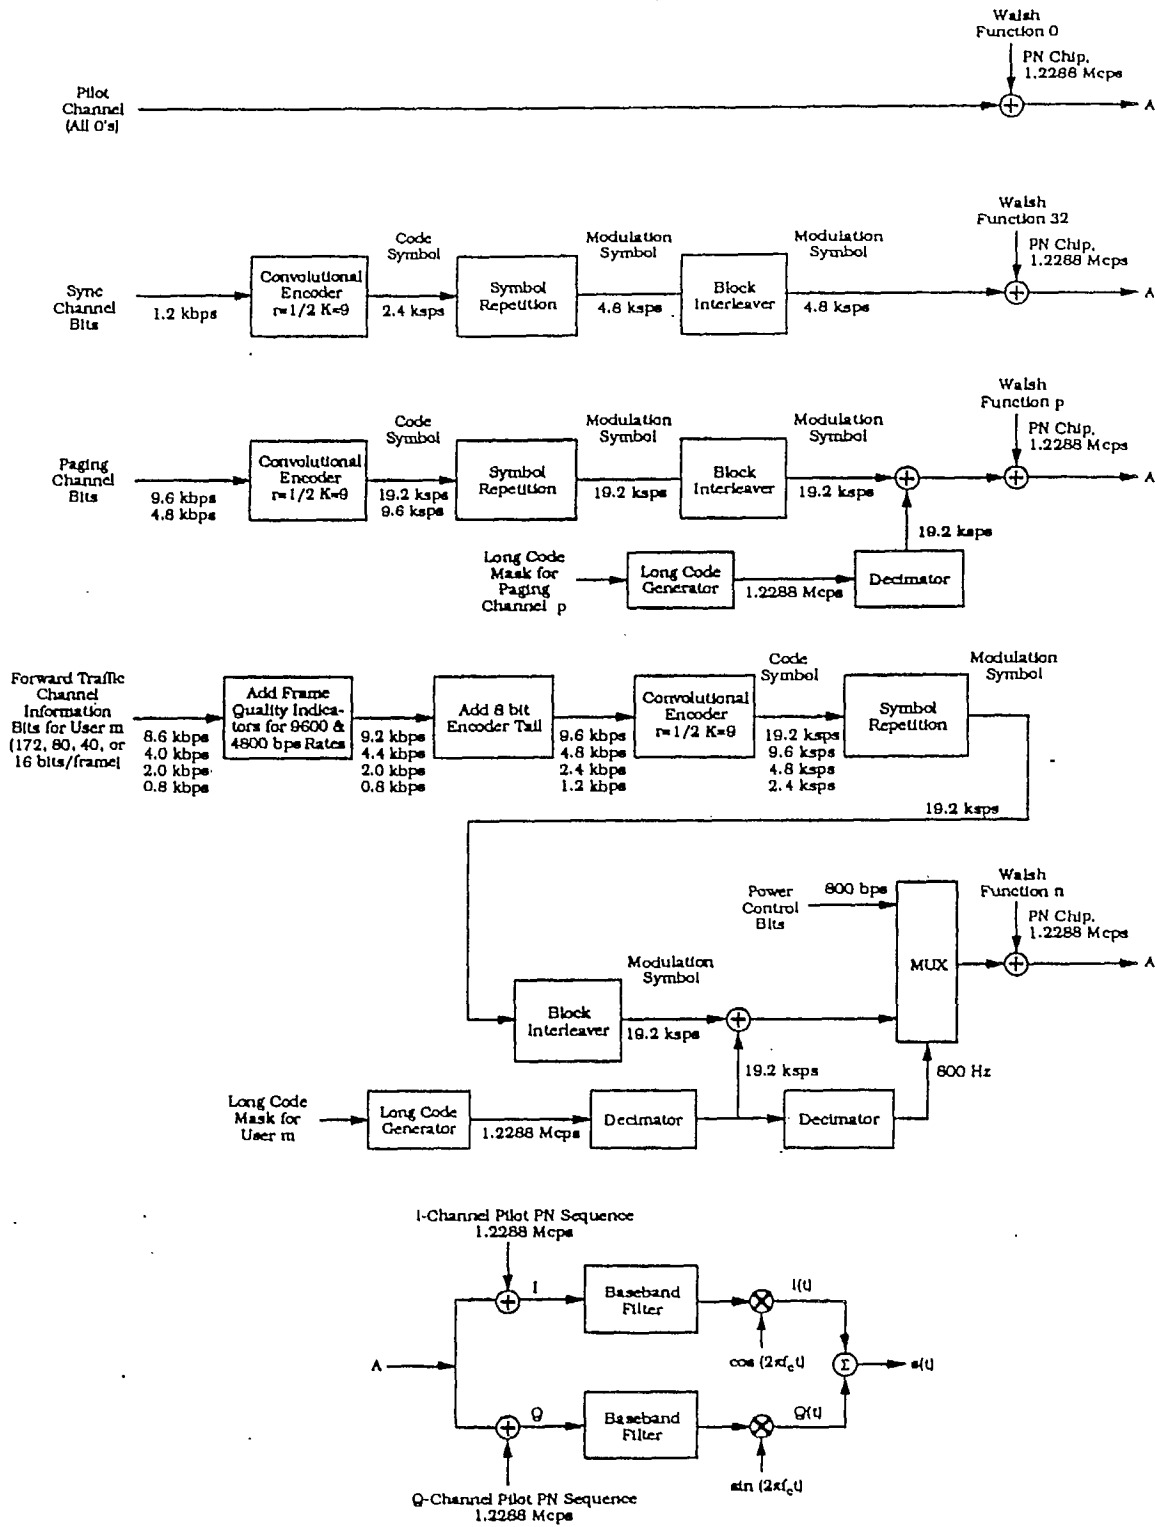 Walsh
Function 0
PN Chip,
1.2288 Mcps
Pilot
Channel
(All 0's)
A
Walsh
Function 32
PN Chip,
1.2288 Mcps
Code
Symbol
Modulation
Symbol
Modulation
Symbol
Sync
Channel
Bits
1.2 kbps
Convolutional
Encoder
r=1/2 K=9
2.4 ksps
Symbol
Repetition
4.8 ksps
Block
Interleaver
4.8 ksps
A
Walsh
Function p
PN Chip,
1.2288 Mcps
Code
Symbol
Modulation
Symbol
Modulation
Symbol
Paging
Channel
Bits
9.6 kbps
4.8 kbps
Convolutional
Encoder
r=1/2 K=9
19.2 ksps
9.6 ksps
Symbol
Repetition
19.2 ksps
Block
Interleaver
19.2 ksps
A
19.2 ksps
Long Code
Mask for
Paging
Channel p
Long Code
Generator
1.2288 Mcps
Decimator
Forward Traffic
Channel
Information
Bits for User m
(172, 80, 40, or
16 bits/frame)
8.6 kbps
4.0 kbps
2.0 kbps
0.8 kbps
Add Frame
Quality Indica-
tors for 9600 &
4800 bps Rates
9.2 kbps
4.4 kbps
2.0 kbps
0.8 kbps
Add 8 bit
Encoder Tail
9.6 kbps
4.8 kbps
2.4 kbps
1.2 kbps
Convolutional
Encoder
r=1/2 K=9
Code
Symbol
19.2 ksps
9.6 ksps
4.8 ksps
2.4 ksps
Symbol
Repetition
Modulation
Symbol
19.2 ksps
Power
Control
Bits
800 bps
MUX
Walsh
Function n
PN Chip,
1.2288 Mcps
A
Block
Interleaver
Modulation
Symbol
19.2 ksps
19.2 ksps
800 Hz
Long Code
Mask for
User m
Long Code
Generator
1.2288 Mcps
Decimator
Decimator
I-Channel Pilot PN Sequence
1.2288 Mcps
I
Baseband
Filter
I(t)
A
cos (2πf_c t)
Σ
s(t)
Q
Baseband
Filter
Q(t)
sin (2πf_c t)
Q-Channel Pilot PN Sequence
1.2288 Mcps